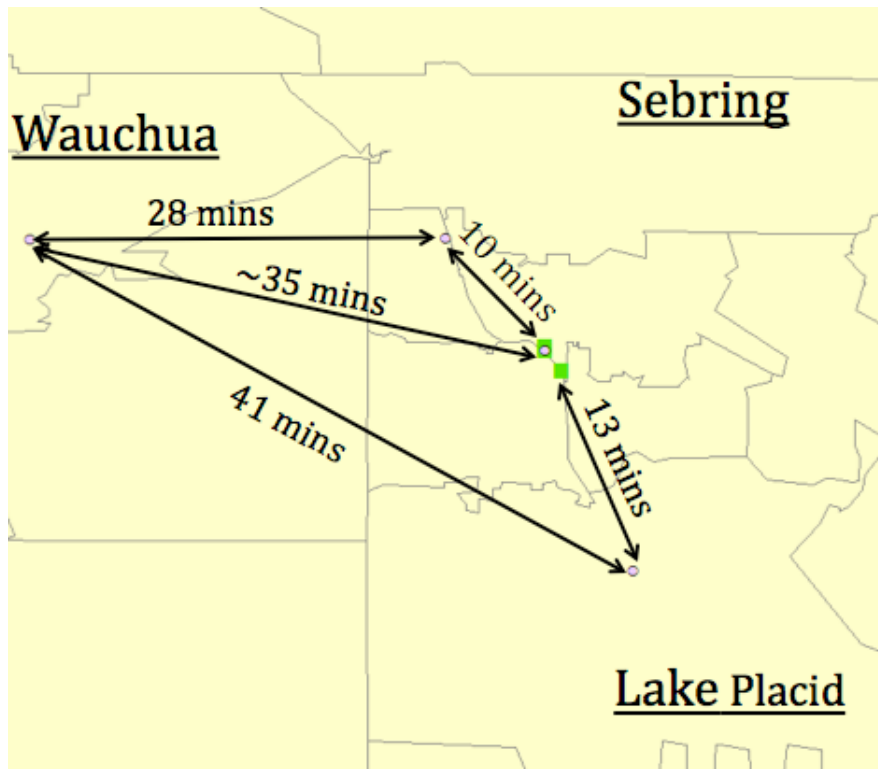 Sebring
Wauchua
28 mins
10 mins
~35 mins
41 mins
13 mins
Lake Placid